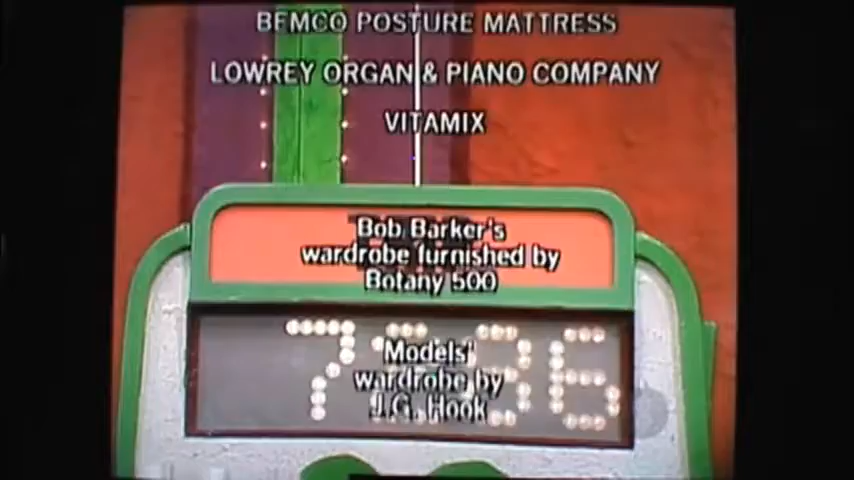 BEMCO POSTURE MATTRESS
LOWREY ORGAN & PIANO COMPANY
VITAMIX
Bob Barker's
wardrobe furnished by
Botany 500
Models'
wardrobe by
J.G. Hook